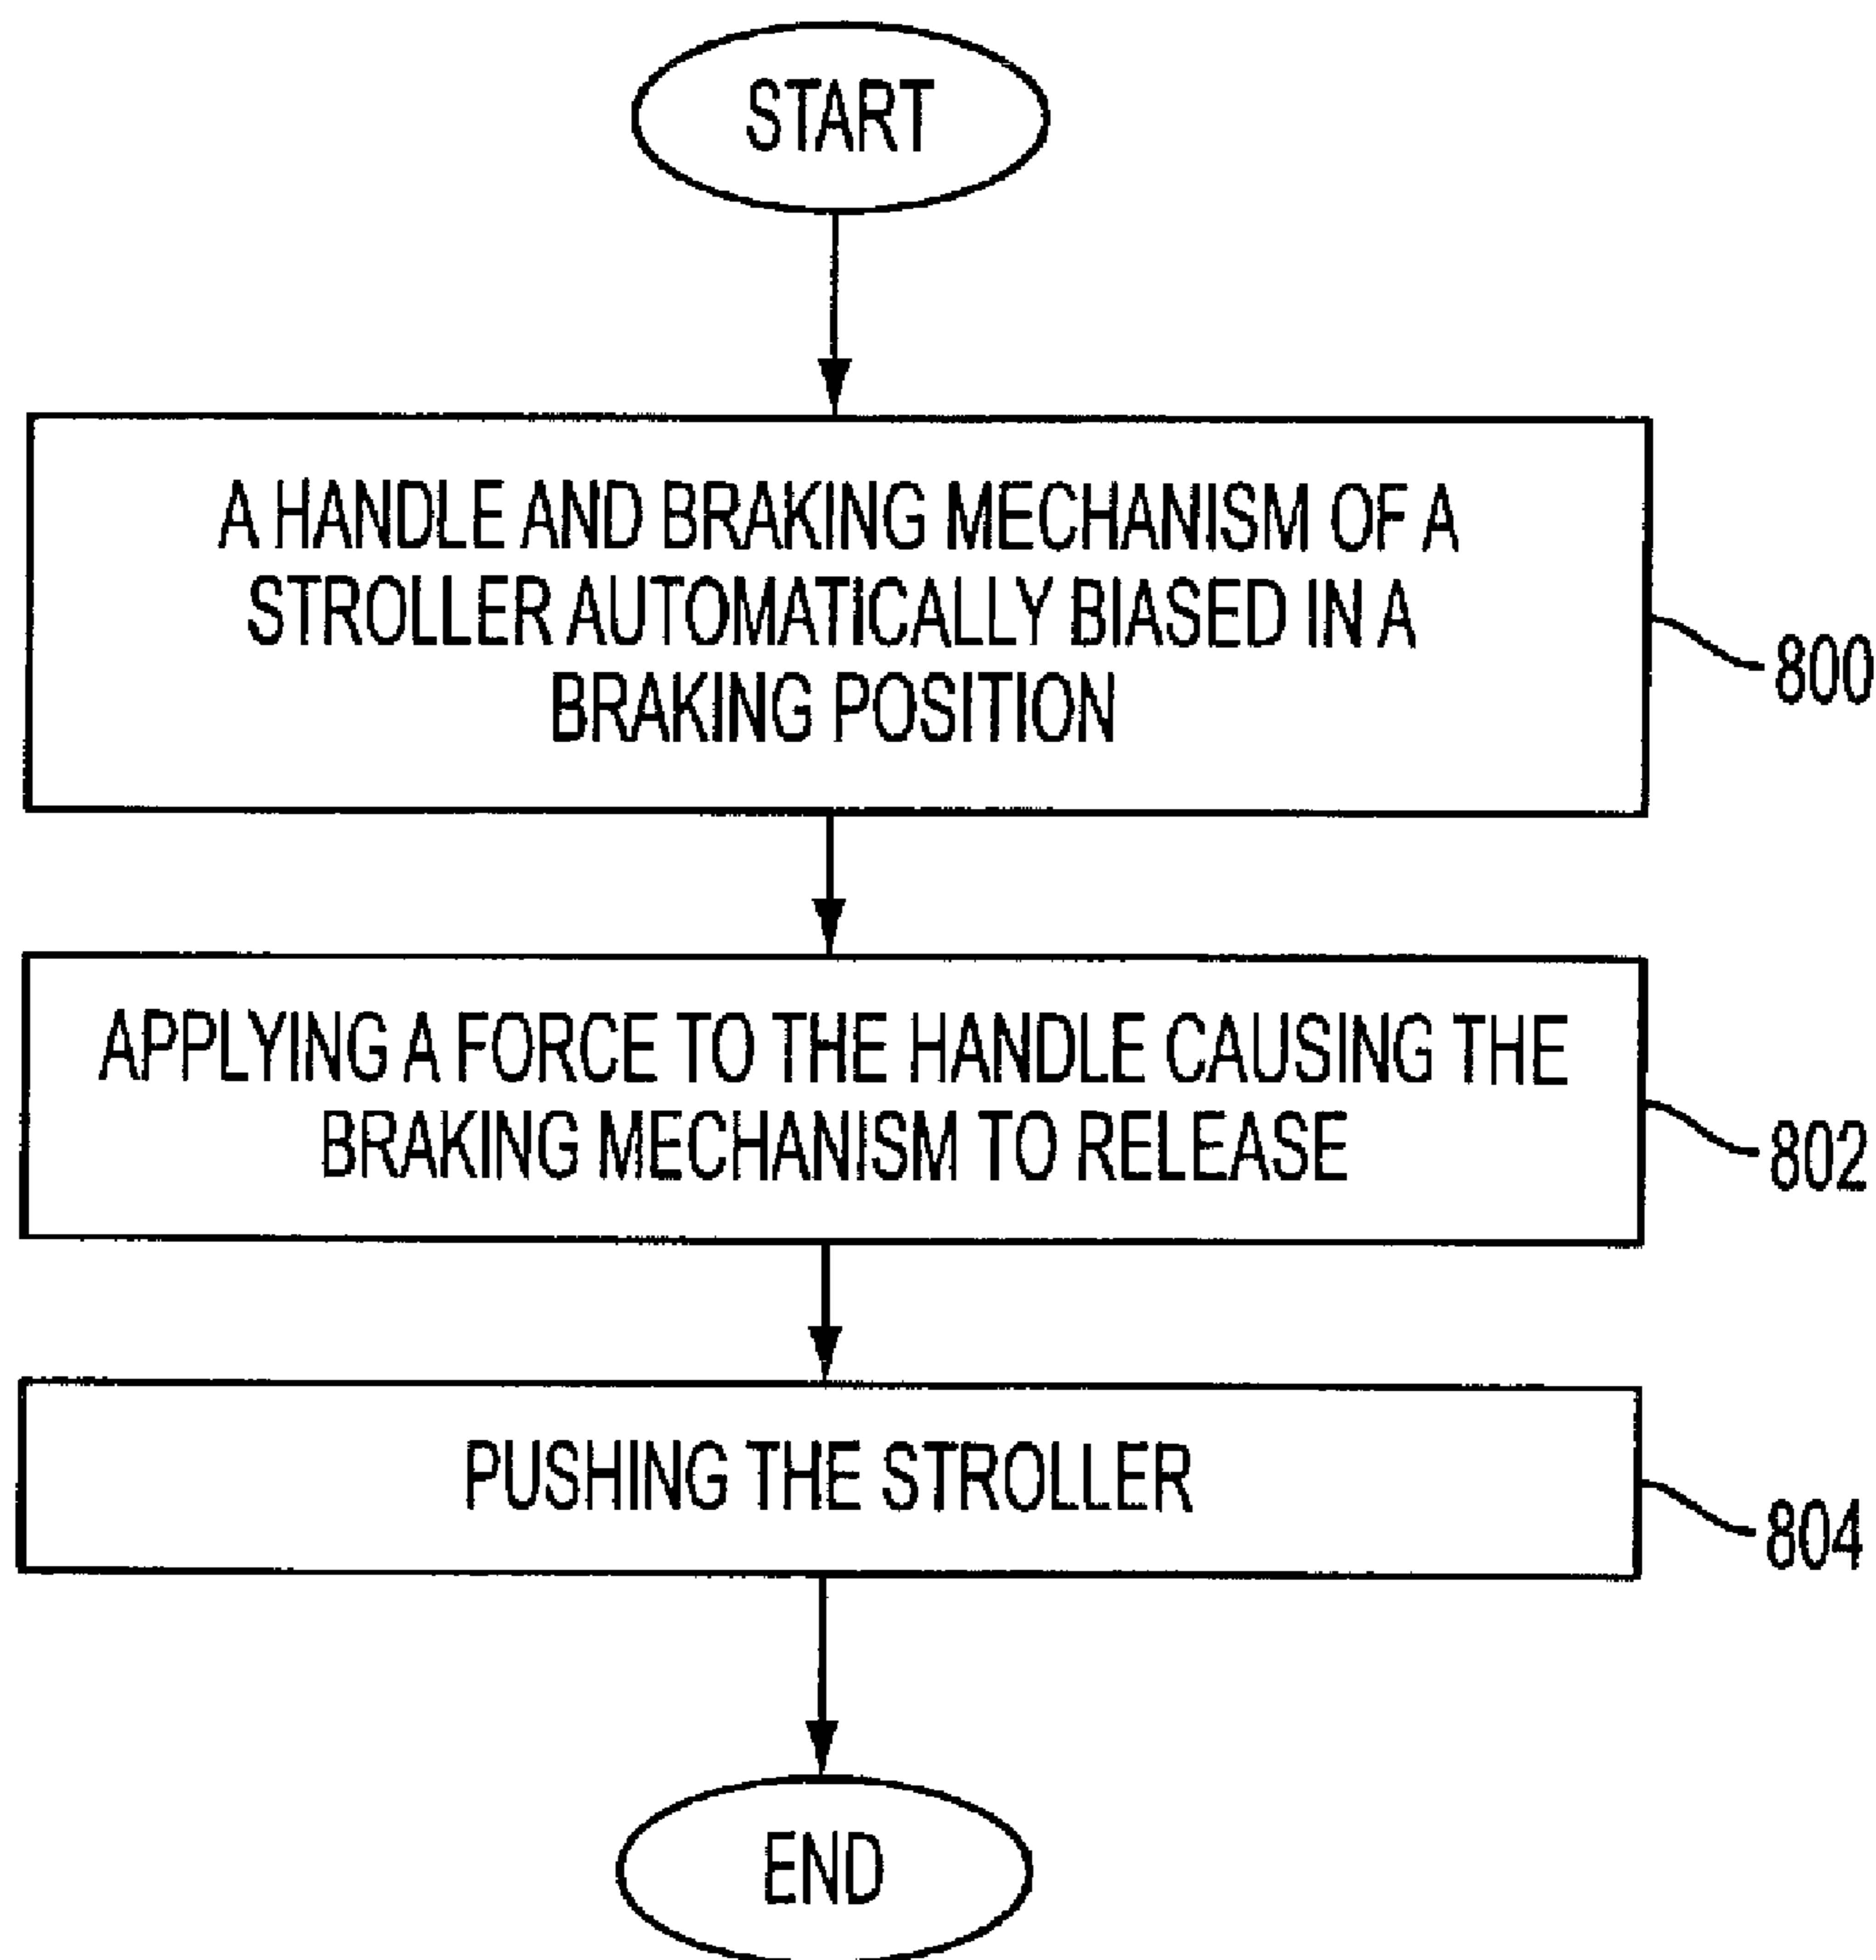 START
A HANDLE AND BRAKING MECHANISM OF A
STROLLER AUTOMATICALLY BIASED IN A
BRAKING POSITION
800
APPLYING A FORCE TO THE HANDLE CAUSING THE
BRAKING MECHANISM TO RELEASE
802
PUSHING THE STROLLER
804
END